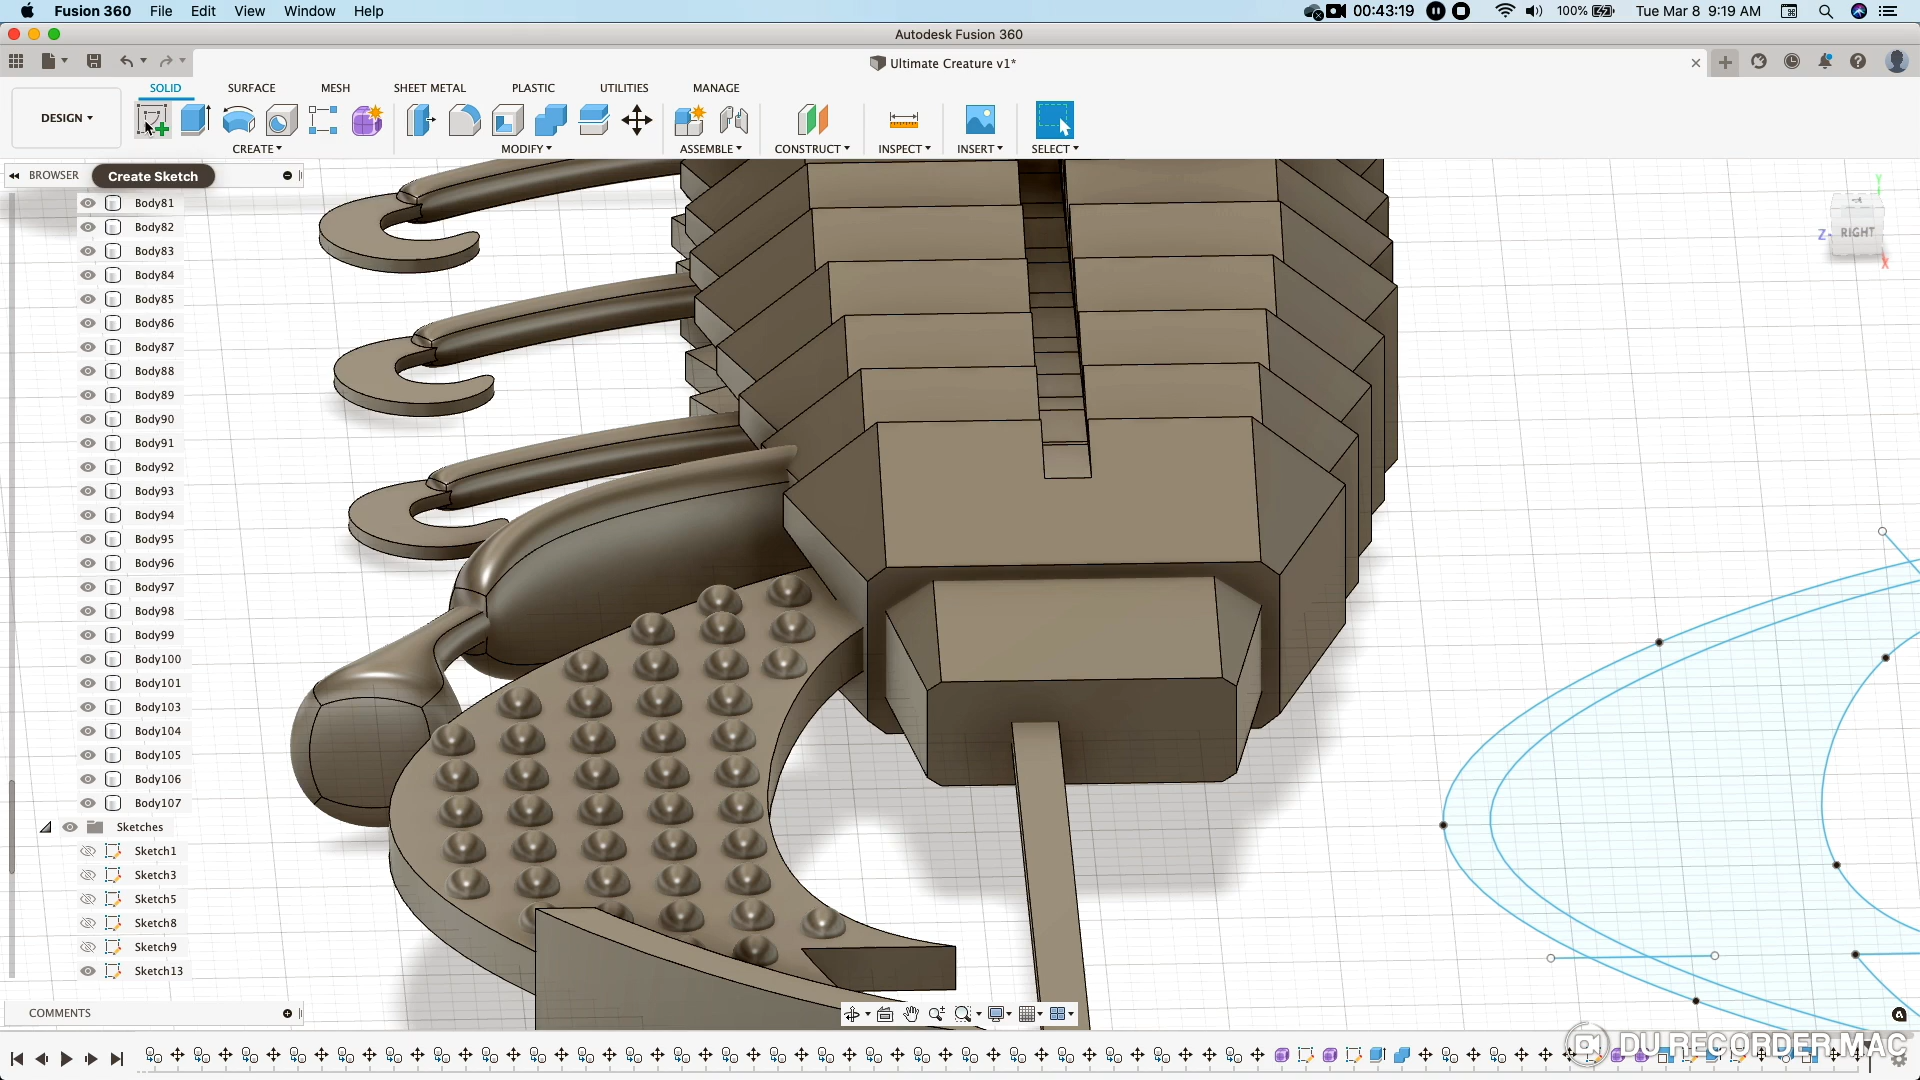 Fusion 360 File Edit View Window Help 00:43:19 100% Tue Mar 8 9:19 AM
Autodesk Fusion 360
Ultimate Creature v1*
SOLID SURFACE MESH SHEET METAL PLASTIC UTILITIES MANAGE
DESIGN
CREATE MODIFY ASSEMBLE CONSTRUCT INSPECT INSERT SELECT
BROWSER
Create Sketch
Body81
Body82
Body83
Body84
Body85
Body86
Body87
Body88
Body89
Body90
Body91
Body92
Body93
Body94
Body95
Body96
Body97
Body98
Body99
Body100
Body101
Body103
Body104
Body105
Body106
Body107
Sketches
Sketch1
Sketch3
Sketch5
Sketch8
Sketch9
Sketch13
Y
Z
RIGHT
X
COMMENTS
DU RECORDER MAC